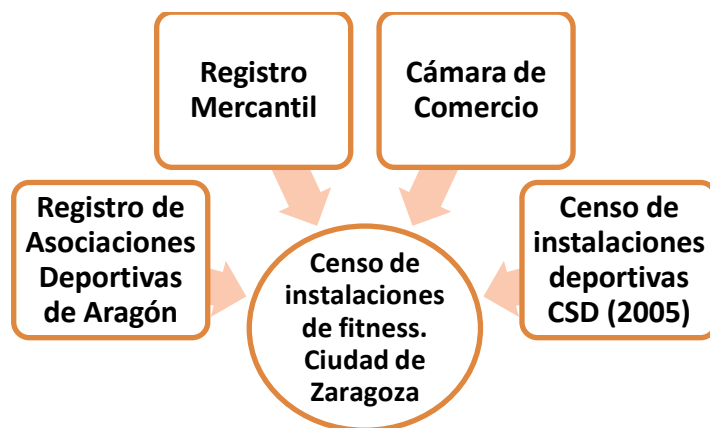 Registro
Mercantil
Cámara de
Comercio
Registro de
Asociaciones
Deportivas
de Aragón
Censo de
instalaciones
de fitness.
Ciudad de
Zaragoza
Censo de
instalaciones
deportivas
CSD (2005)